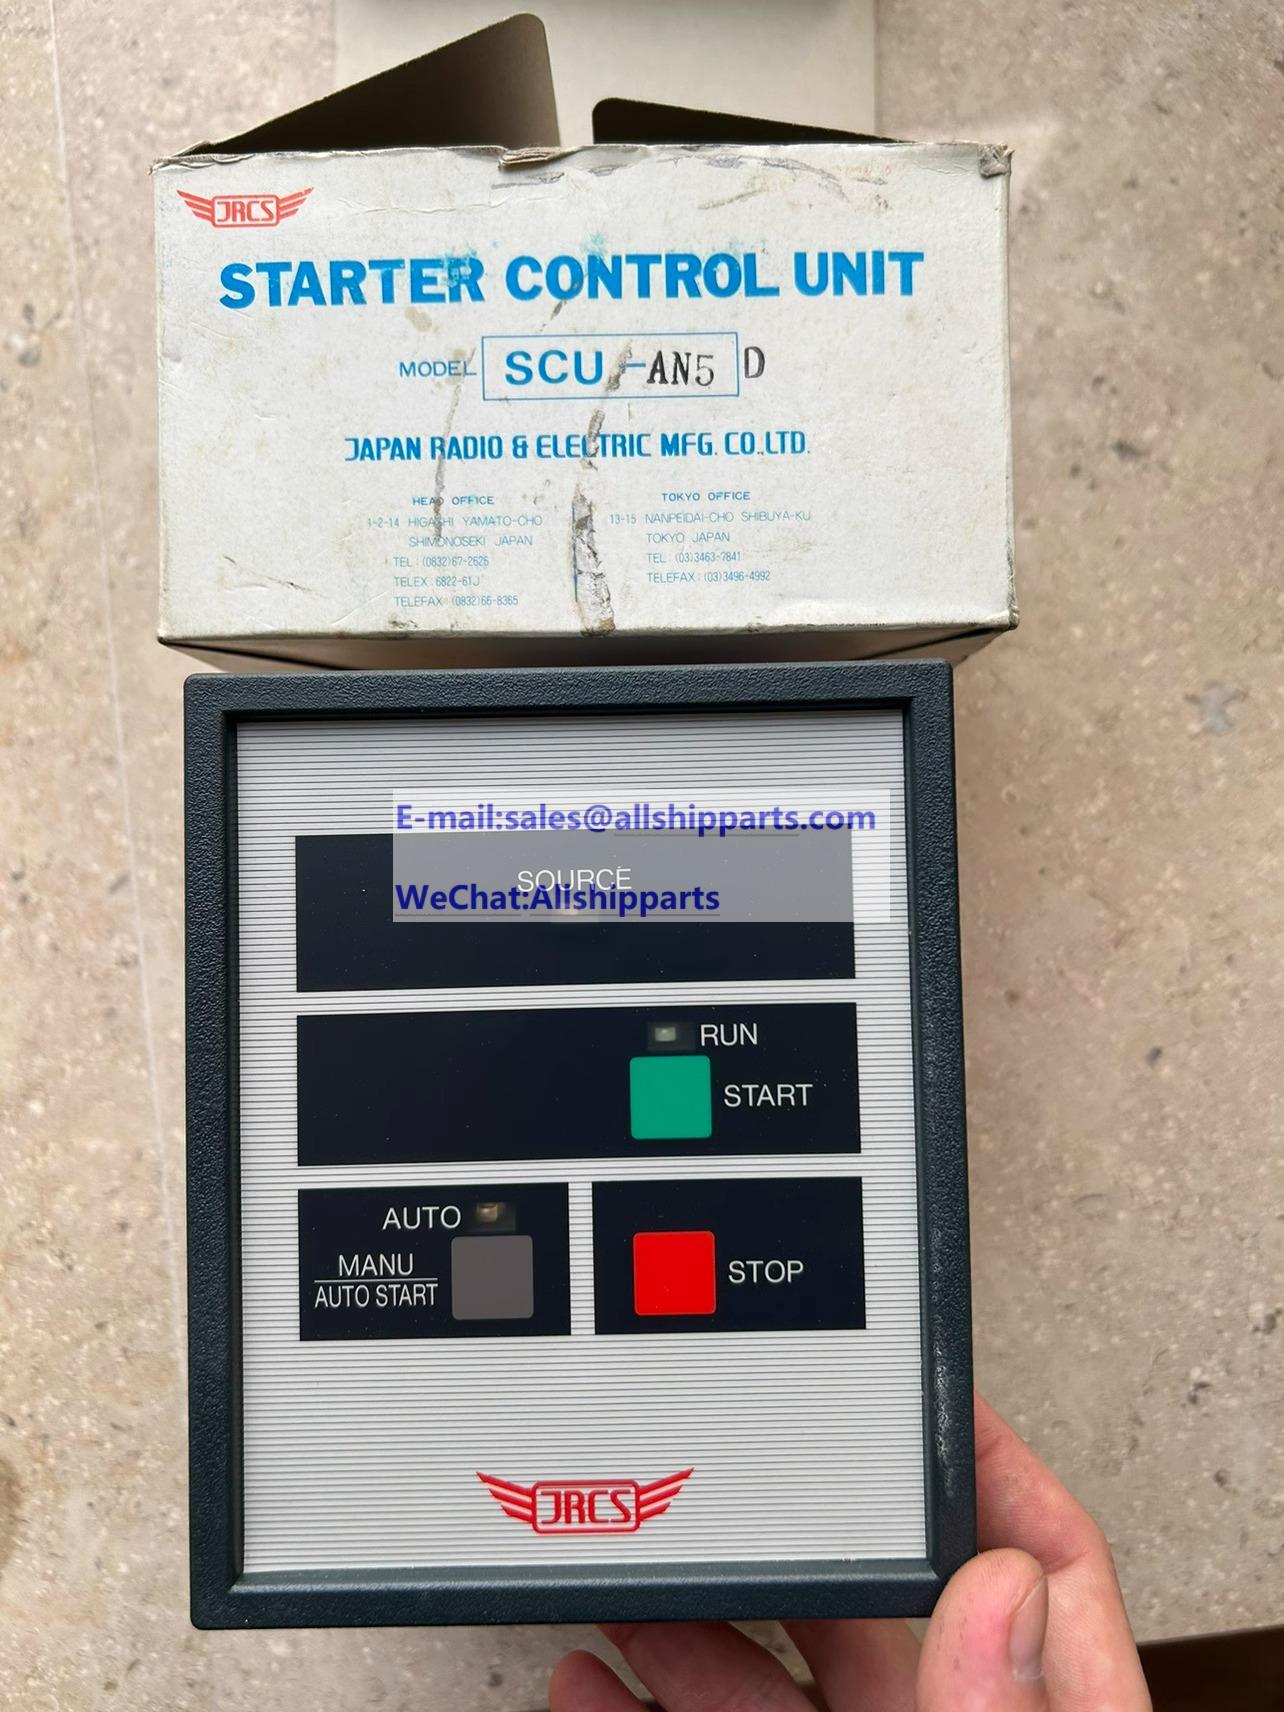 JRCS
STARTER CONTROL UNIT
MODEL SCU-AN5 D
JAPAN RADIO & ELECTRIC MFG. CO.,LTD.
HEAD OFFICE
1-2-14 HIGASHI YAMATO-CHO
SHIMONOSEKI JAPAN
TEL : (0832)67-2626
TELEX : 6822-61J
TELEFAX : (0832)66-8365
TOKYO OFFICE
13-15 NANPEIDAI-CHO SHIBUYA-KU
TOKYO JAPAN
TEL : (03)3463-7841
TELEFAX : (03)3496-4992
E-mail:sales@allshipparts.com
SOURCE
WeChat:Allshipparts
RUN
START
AUTO
MANU
AUTO START
STOP
JRCS